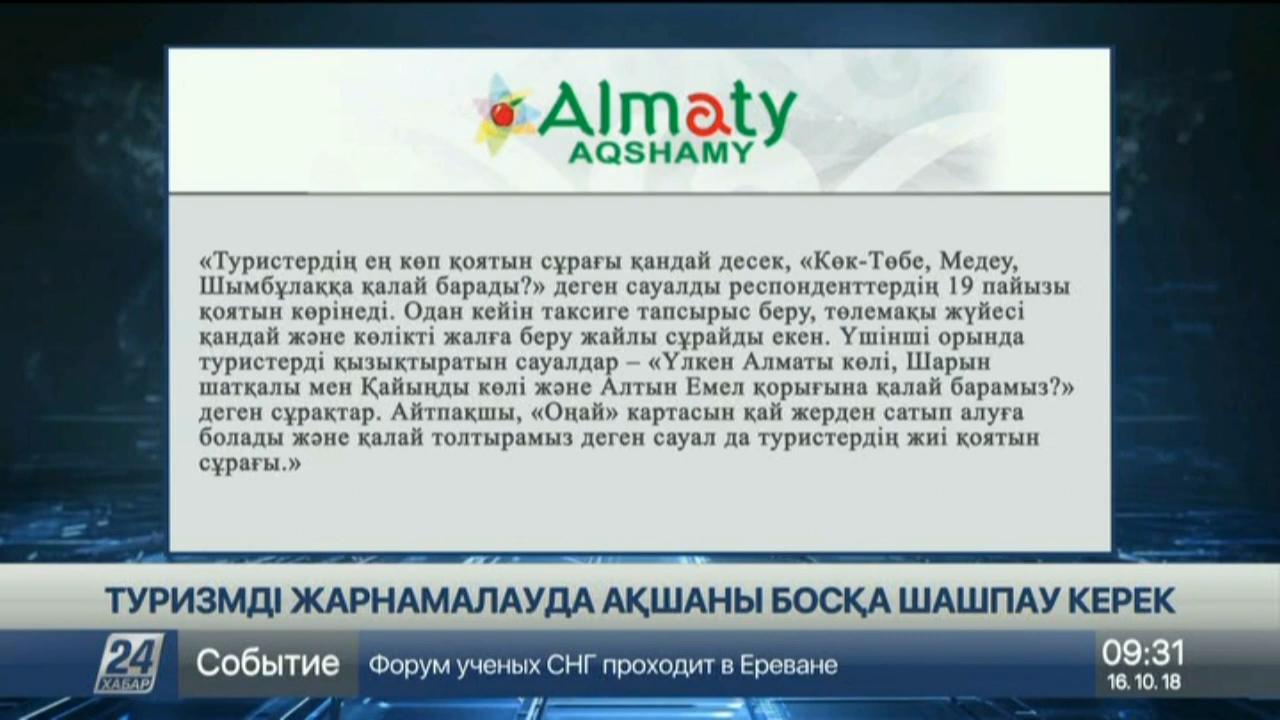 Almaty
AQSHAMY
«Туристердің ең көп қоятын сұрағы қандай десек, «Көк-Төбе, Медеу,
Шымбұлаққа қалай барады?» деген сауалды респонденттердің 19 пайызы
қоятын көрінеді. Одан кейін таксиге тапсырыс беру, төлемақы жүйесі
қандай және көлікті жалға беру жайлы сұрайды екен. Үшінші орында
туристерді қызықтыратын сауалдар – «Үлкен Алматы көлі, Шарын
шатқалы мен Қайыңды көлі және Алтын Емел қорығына қалай барамыз?»
деген сұрақтар. Айтпақшы, «Оңай» картасын қай жерден сатып алуға
болады және қалай толтырамыз деген сауал да туристердің жиі қоятын
сұрағы.»
ТУРИЗМДІ ЖАРНАМАЛАУДА АҚШАНЫ БОСҚА ШАШПАУ КЕРЕК
24
ХАБАР
Событие
Форум ученых СНГ проходит в Ереване
09:31
16. 10. 18